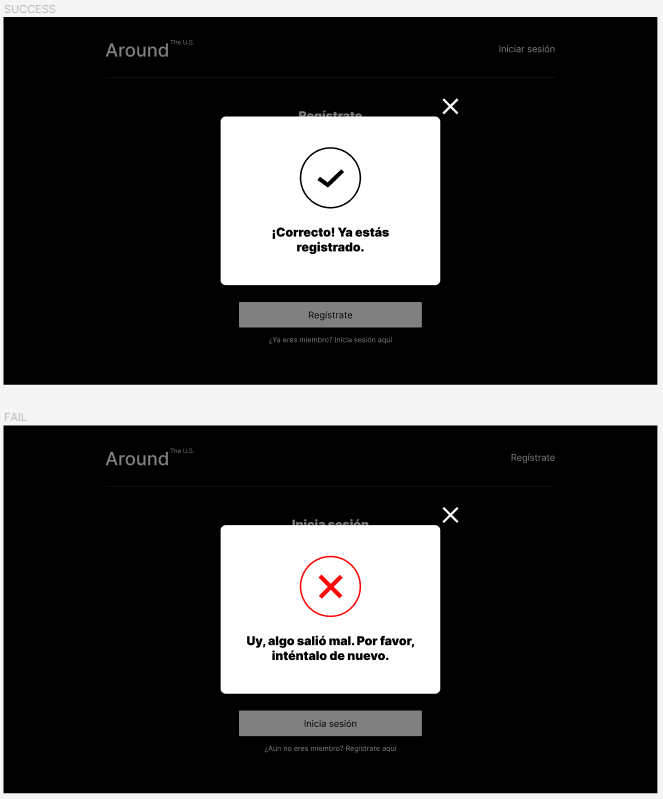 SUCCESS
Around The U.S.
Iniciar sesión
Regístrate
¡Correcto! Ya estás
registrado.
Regístrate
¿Ya eres miembro? Inicia sesión aquí
FAIL
Around The U.S.
Regístrate
Inicia sesión
Uy, algo salió mal. Por favor,
inténtalo de nuevo.
Inicia sesión
¿Aún no eres miembro? Regístrate aquí